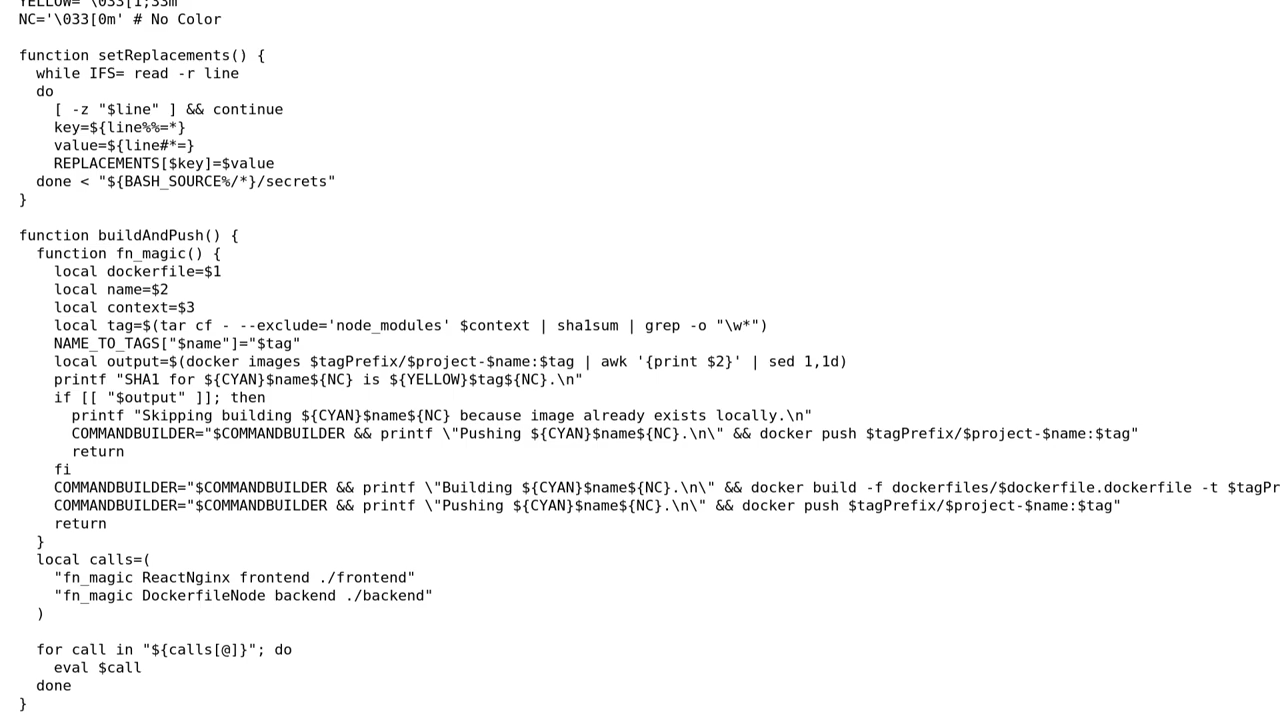 YELLOW='\033[1;33m'
NC='\033[0m' # No Color
function setReplacements() {
while IFS= read -r line
do
[ -z "$line" ] && continue
key=${line%%=*}
value=${line#*=}
REPLACEMENTS[$key]=$value
done < "${BASH_SOURCE%/*}/secrets"
}
function buildAndPush() {
function fn_magic() {
local dockerfile=$1
local name=$2
local context=$3
local tag=$(tar cf - --exclude='node_modules' $context | sha1sum | grep -o "\w*")
NAME_TO_TAGS["$name"]="$tag"
local output=$(docker images $tagPrefix/$project-$name:$tag | awk '{print $2}' | sed 1,1d)
printf "SHA1 for ${CYAN}$name${NC} is ${YELLOW}$tag${NC}.\n"
if [[ "$output" ]]; then
printf "Skipping building ${CYAN}$name${NC} because image already exists locally.\n"
COMMANDBUILDER="$COMMANDBUILDER && printf \"Pushing ${CYAN}$name${NC}.\n\" && docker push $tagPrefix/$project-$name:$tag"
return
fi
COMMANDBUILDER="$COMMANDBUILDER && printf \"Building ${CYAN}$name${NC}.\n\" && docker build -f dockerfiles/$dockerfile.dockerfile -t $tagPr
COMMANDBUILDER="$COMMANDBUILDER && printf \"Pushing ${CYAN}$name${NC}.\n\" && docker push $tagPrefix/$project-$name:$tag"
return
}
local calls=(
"fn_magic ReactNginx frontend ./frontend"
"fn_magic DockerfileNode backend ./backend"
)
for call in "${calls[@]}"; do
eval $call
done
}